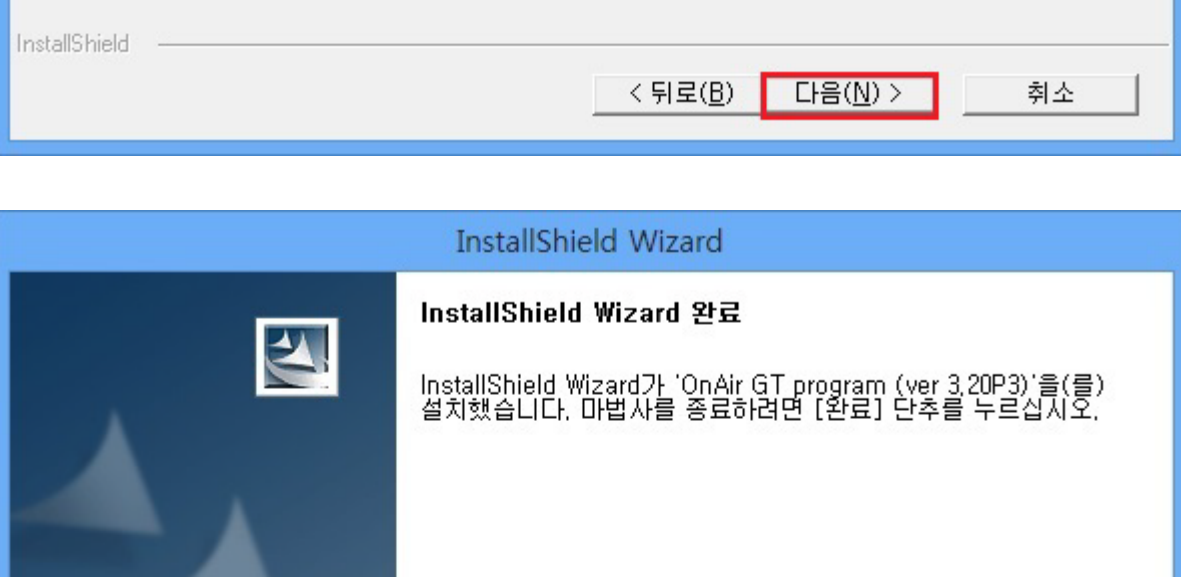 InstallShield
< 뒤로(B) 다음(N) > 취소
InstallShield Wizard
InstallShield Wizard 완료
InstallShield Wizard가 'OnAir GT program (ver 3.20P3)'을(를)
설치했습니다. 마법사를 종료하려면 [완료] 단추를 누르십시오.